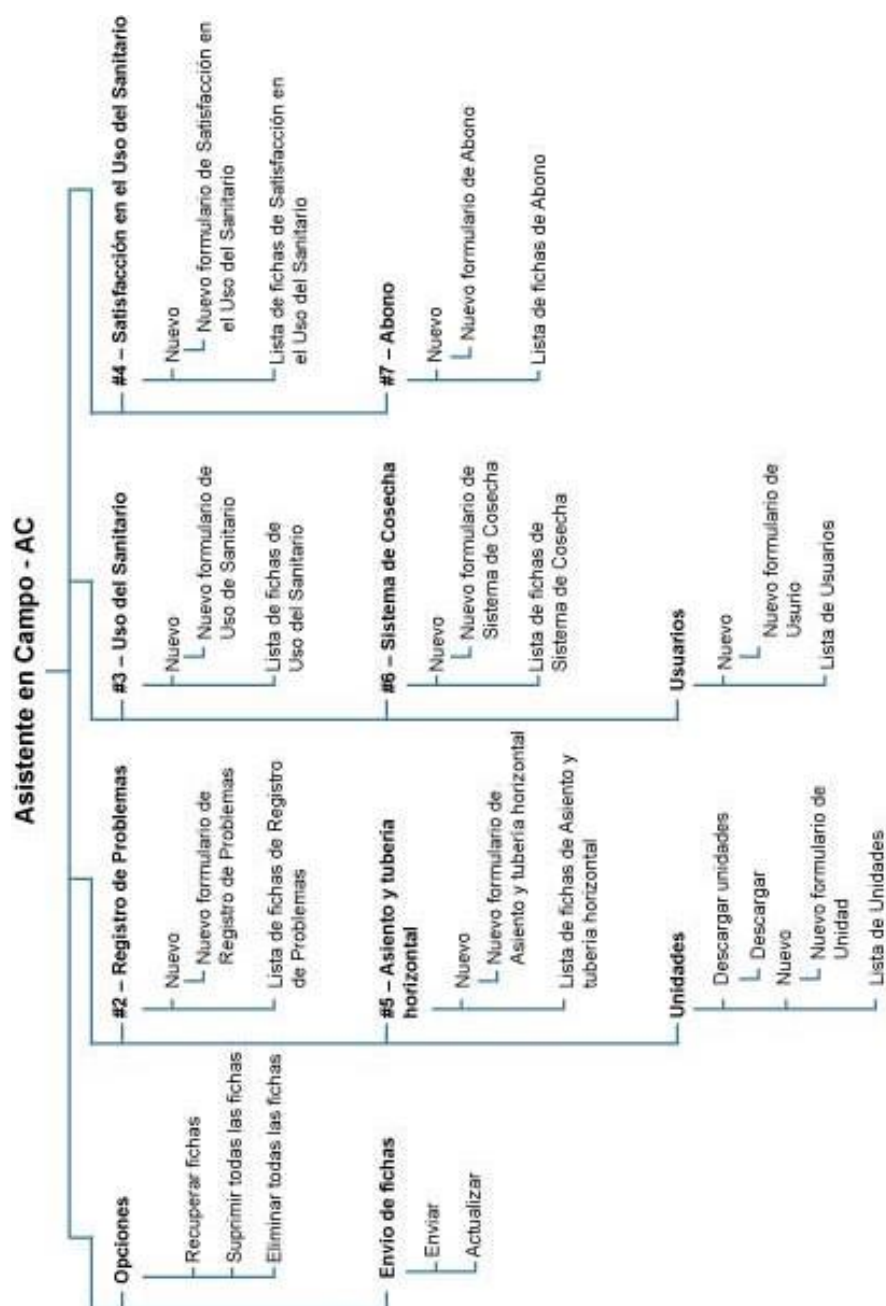 Asistente en Campo - AC
Opciones
Recuperar fichas
Suprimir todas las fichas
Eliminar todas las fichas
Envio de fichas
Enviar
Actualizar
#2 – Registro de Problemas
Nuevo
Nuevo formulario de
Registro de Problemas
Lista de fichas de Registro
de Problemas
#5 – Asiento y tubería
horizontal
Nuevo
Nuevo formulario de
Asiento y tubería horizontal
Lista de fichas de Asiento y
tubería horizontal
Unidades
Descargar unidades
Descargar
Nuevo
Nuevo formulario de
Unidad
Lista de Unidades
#3 – Uso del Sanitario
Nuevo
Nuevo formulario de
Uso de Sanitario
Lista de fichas de
Uso del Sanitario
#6 – Sistema de Cosecha
Nuevo
Nuevo formulario de
Sistema de Cosecha
Lista de fichas de
Sistema de Cosecha
Usuarios
Nuevo
Nuevo formulario de
Usurio
Lista de Usuarios
#4 – Satisfacción en el Uso del Sanitario
Nuevo
Nuevo formulario de Satisfacción en
el Uso del Sanitario
Lista de fichas de Satisfacción en
el Uso del Sanitario
#7 – Abono
Nuevo
Nuevo formulario de Abono
Lista de fichas de Abono